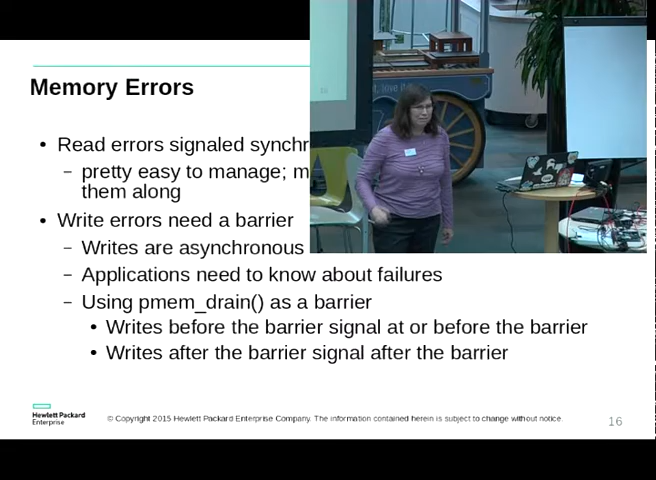 Memory Errors
• Read errors signaled synchr
– pretty easy to manage; m
them along
• Write errors need a barrier
– Writes are asynchronous
– Applications need to know about failures
– Using pmem_drain() as a barrier
• Writes before the barrier signal at or before the barrier
• Writes after the barrier signal after the barrier
Hewlett Packard
Enterprise
© Copyright 2015 Hewlett Packard Enterprise Company. The information contained herein is subject to change without notice.
16